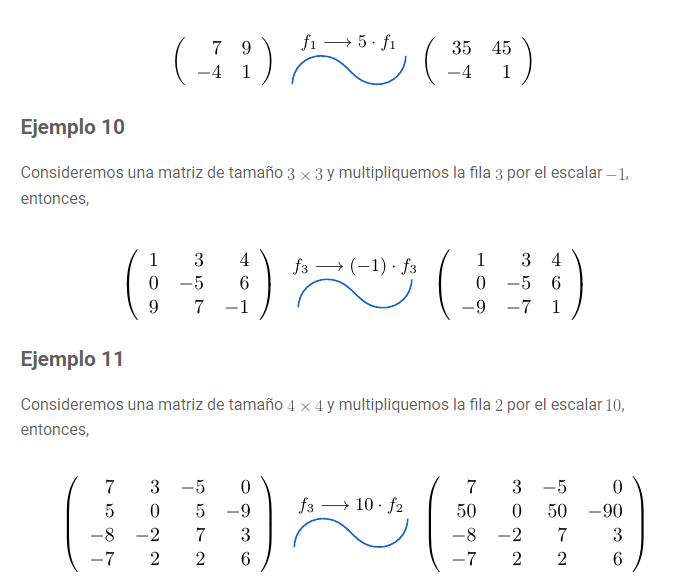 ( 7 9 ) f₁ ⟶ 5 · f₁ ( 35 45 )
( −4 1 ) ( −4 1 )
Ejemplo 10
Consideremos una matriz de tamaño 3 × 3 y multipliquemos la fila 3 por el escalar −1,
entonces,
( 1 3 4 ) f₃ ⟶ (−1) · f₃ ( 1 3 4 )
( 0 −5 6 ) ( 0 −5 6 )
( 9 7 −1 ) ( −9 −7 1 )
Ejemplo 11
Consideremos una matriz de tamaño 4 × 4 y multipliquemos la fila 2 por el escalar 10,
entonces,
( 7 3 −5 0 ) f₃ ⟶ 10 · f₂ ( 7 3 −5 0 )
( 5 0 5 −9 ) ( 50 0 50 −90 )
( −8 −2 7 3 ) ( −8 −2 7 3 )
( −7 2 2 6 ) ( −7 2 2 6 )